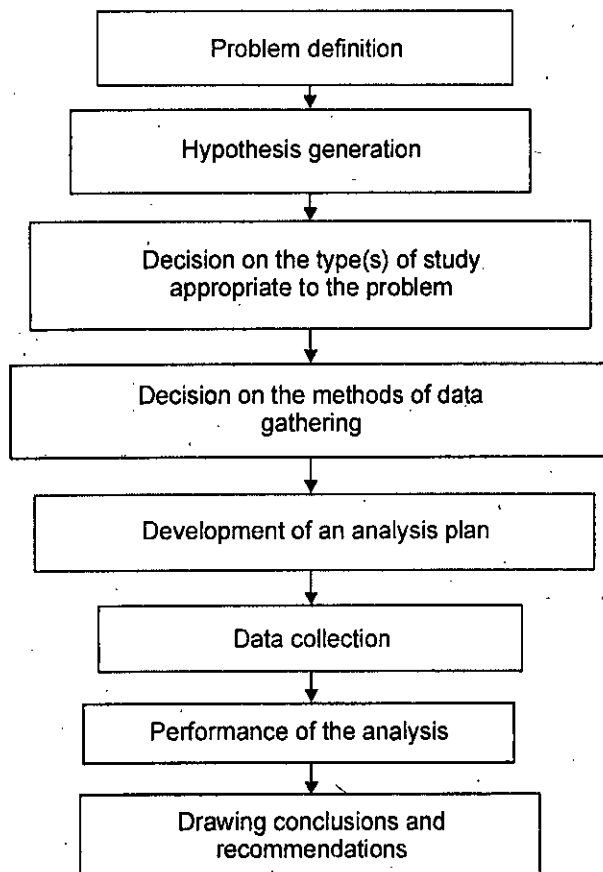 Problem definition
Hypothesis generation
Decision on the type(s) of study
appropriate to the problem
Decision on the methods of data
gathering
Development of an analysis plan
Data collection
Performance of the analysis
Drawing conclusions and
recommendations